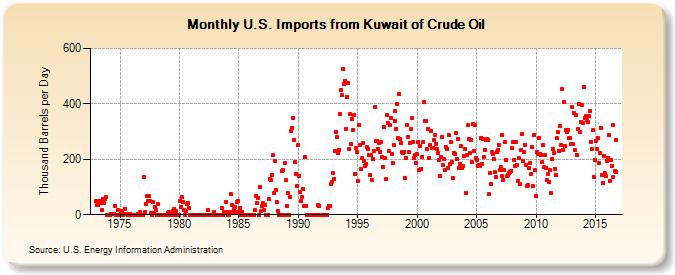 Monthly U.S. Imports from Kuwait of Crude Oil
Thousand Barrels per Day
600
400
200
0
1975 1980 1985 1990 1995 2000 2005 2010 2015
Source: U.S. Energy Information Administration